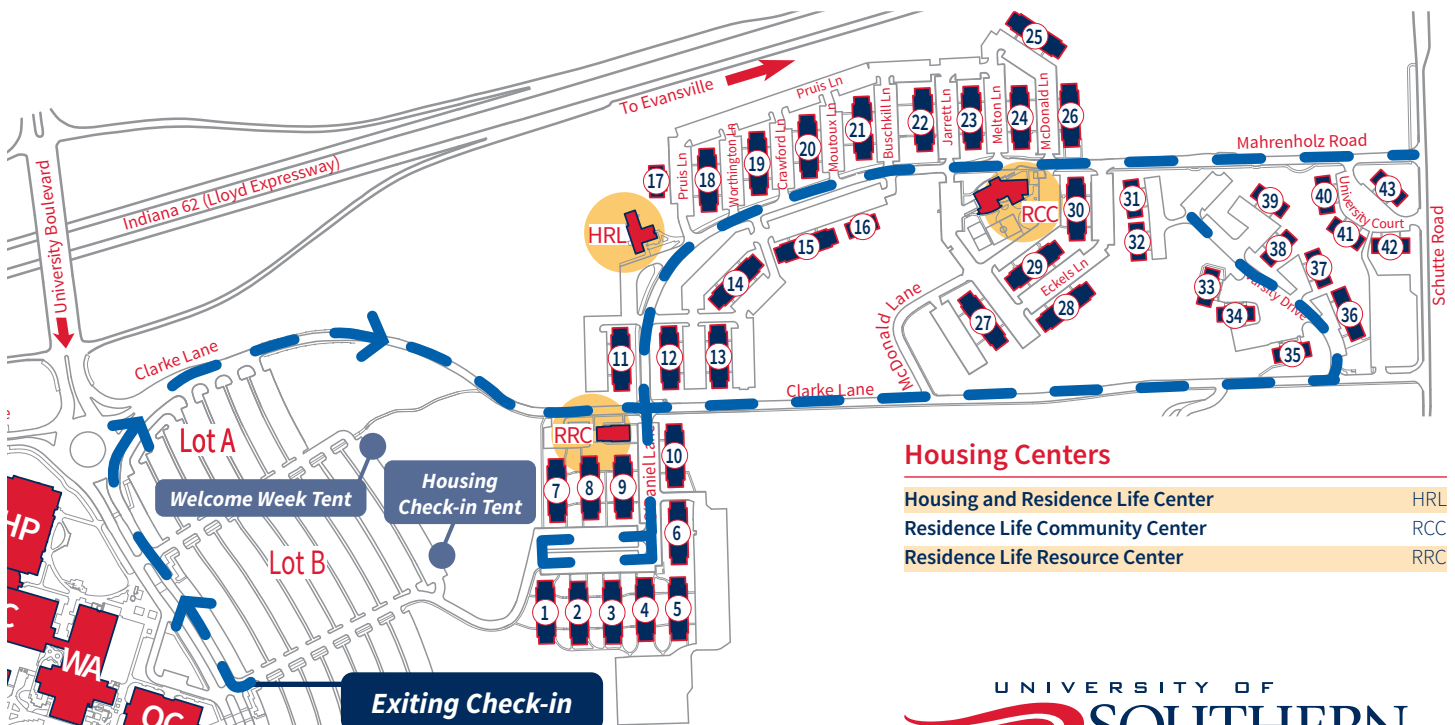 25
To Evansville
Pruis Ln
26
24
23
22
21
20
19
18
17
McDonald Ln
Melton Ln
Jarrett Ln
Buschkill Ln
Moutoux Ln
Crawford Ln
Worthington Ln
Pruis Ln
Mahrenholz Road
University Boulevard
Indiana 62 (Lloyd Expressway)
HRL
RCC
30
31
32
39
40
43
University Court
41
42
Schutte Road
16
15
14
29
Eckels Ln
28
27
38
37
33
34
36
35
McDonald Lane
11
12
13
Clarke Lane
Clarke Lane
RRC
Lot A
Welcome Week Tent
Housing
Check-in Tent
7
8
9
10
6
Lot B
1
2
3
4
5
HP
WA
OC
Exiting Check-in
Housing Centers
Housing and Residence Life Center HRL
Residence Life Community Center RCC
Residence Life Resource Center RRC
UNIVERSITY OF
SOUTHERN